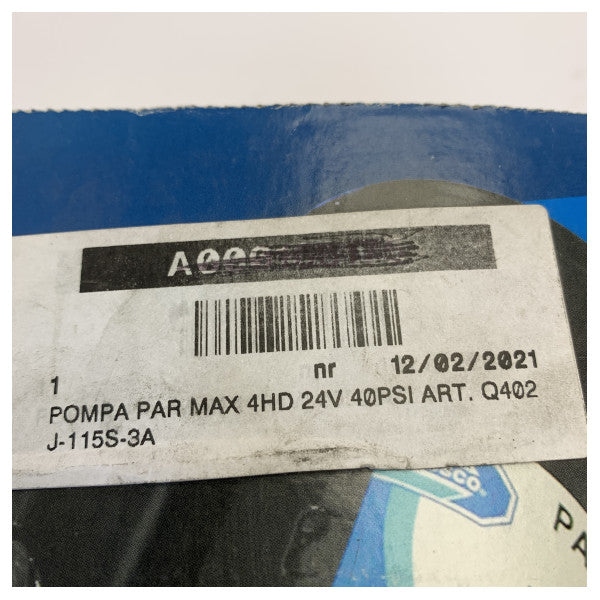 A00
nr 12/02/2021
1
POMPA PAR MAX 4HD 24V 40PSI ART. Q402
J-115S-3A